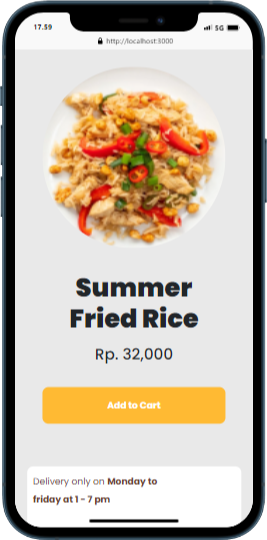 17.59
5G
http://localhost:3000
Summer
Fried Rice
Rp. 32,000
Add to Cart
Delivery only on Monday to
friday at 1 - 7 pm